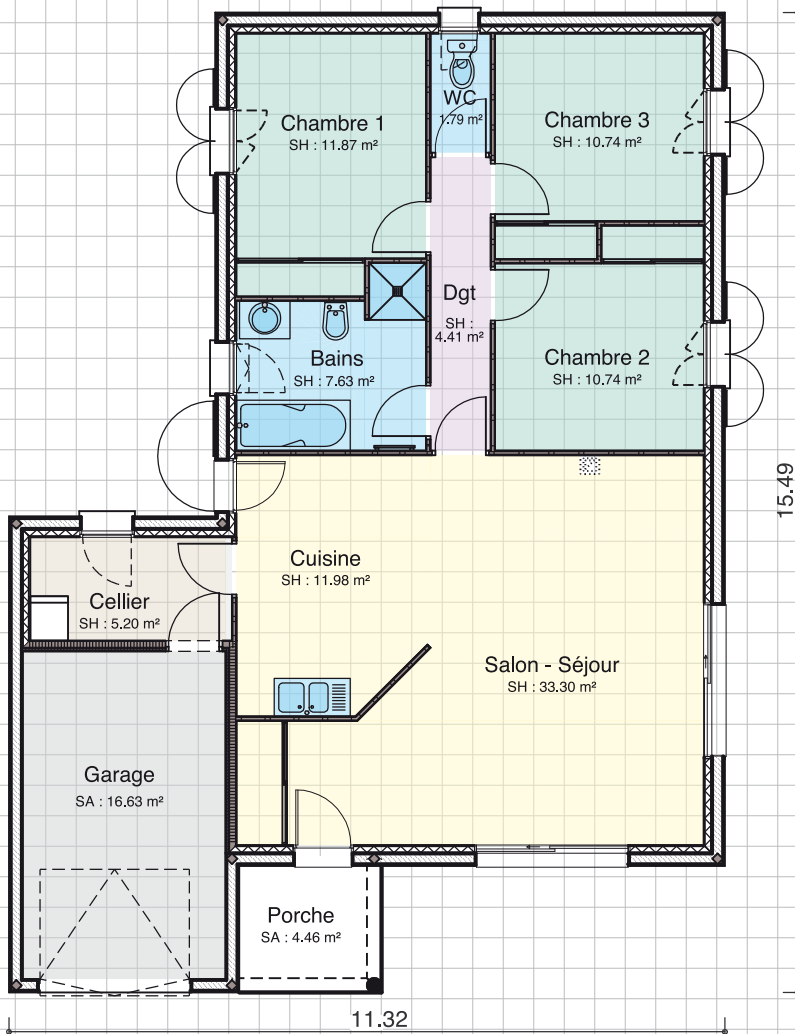 WC
1.79 m²
Chambre 1
SH : 11.87 m²
Chambre 3
SH : 10.74 m²
Dgt
SH :
4.41 m²
Bains
SH : 7.63 m²
Chambre 2
SH : 10.74 m²
15.49
Cuisine
SH : 11.98 m²
Cellier
SH : 5.20 m²
Salon - Séjour
SH : 33.30 m²
Garage
SA : 16.63 m²
Porche
SA : 4.46 m²
11.32